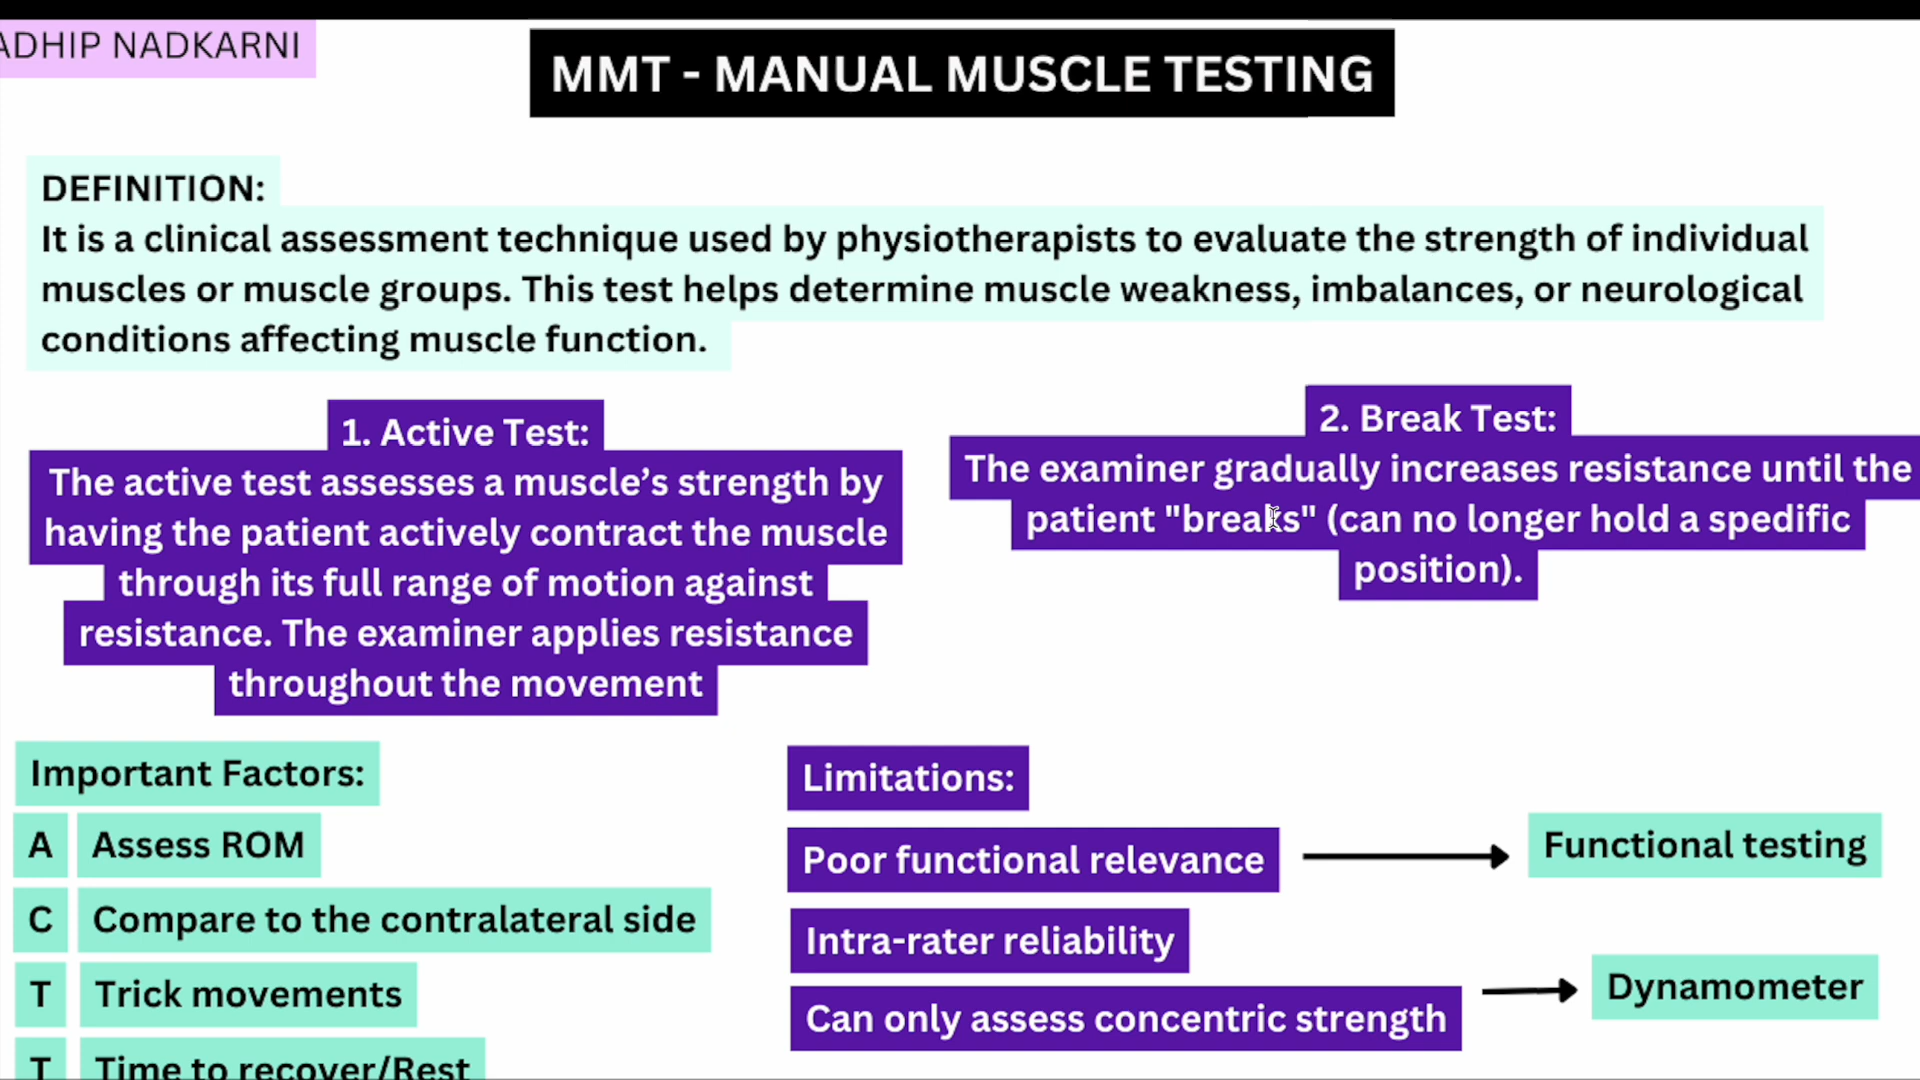 ADHIP NADKARNI
MMT - MANUAL MUSCLE TESTING
DEFINITION:
It is a clinical assessment technique used by physiotherapists to evaluate the strength of individual
muscles or muscle groups. This test helps determine muscle weakness, imbalances, or neurological
conditions affecting muscle function.
1. Active Test:
The active test assesses a muscle’s strength by
having the patient actively contract the muscle
through its full range of motion against
resistance. The examiner applies resistance
throughout the movement
2. Break Test:
The examiner gradually increases resistance until the
patient "breaks" (can no longer hold a spedific
position).
Important Factors:
A Assess ROM
C Compare to the contralateral side
T Trick movements
T Time to recover/Rest
Limitations:
Poor functional relevance
Functional testing
Intra-rater reliability
Can only assess concentric strength
Dynamometer